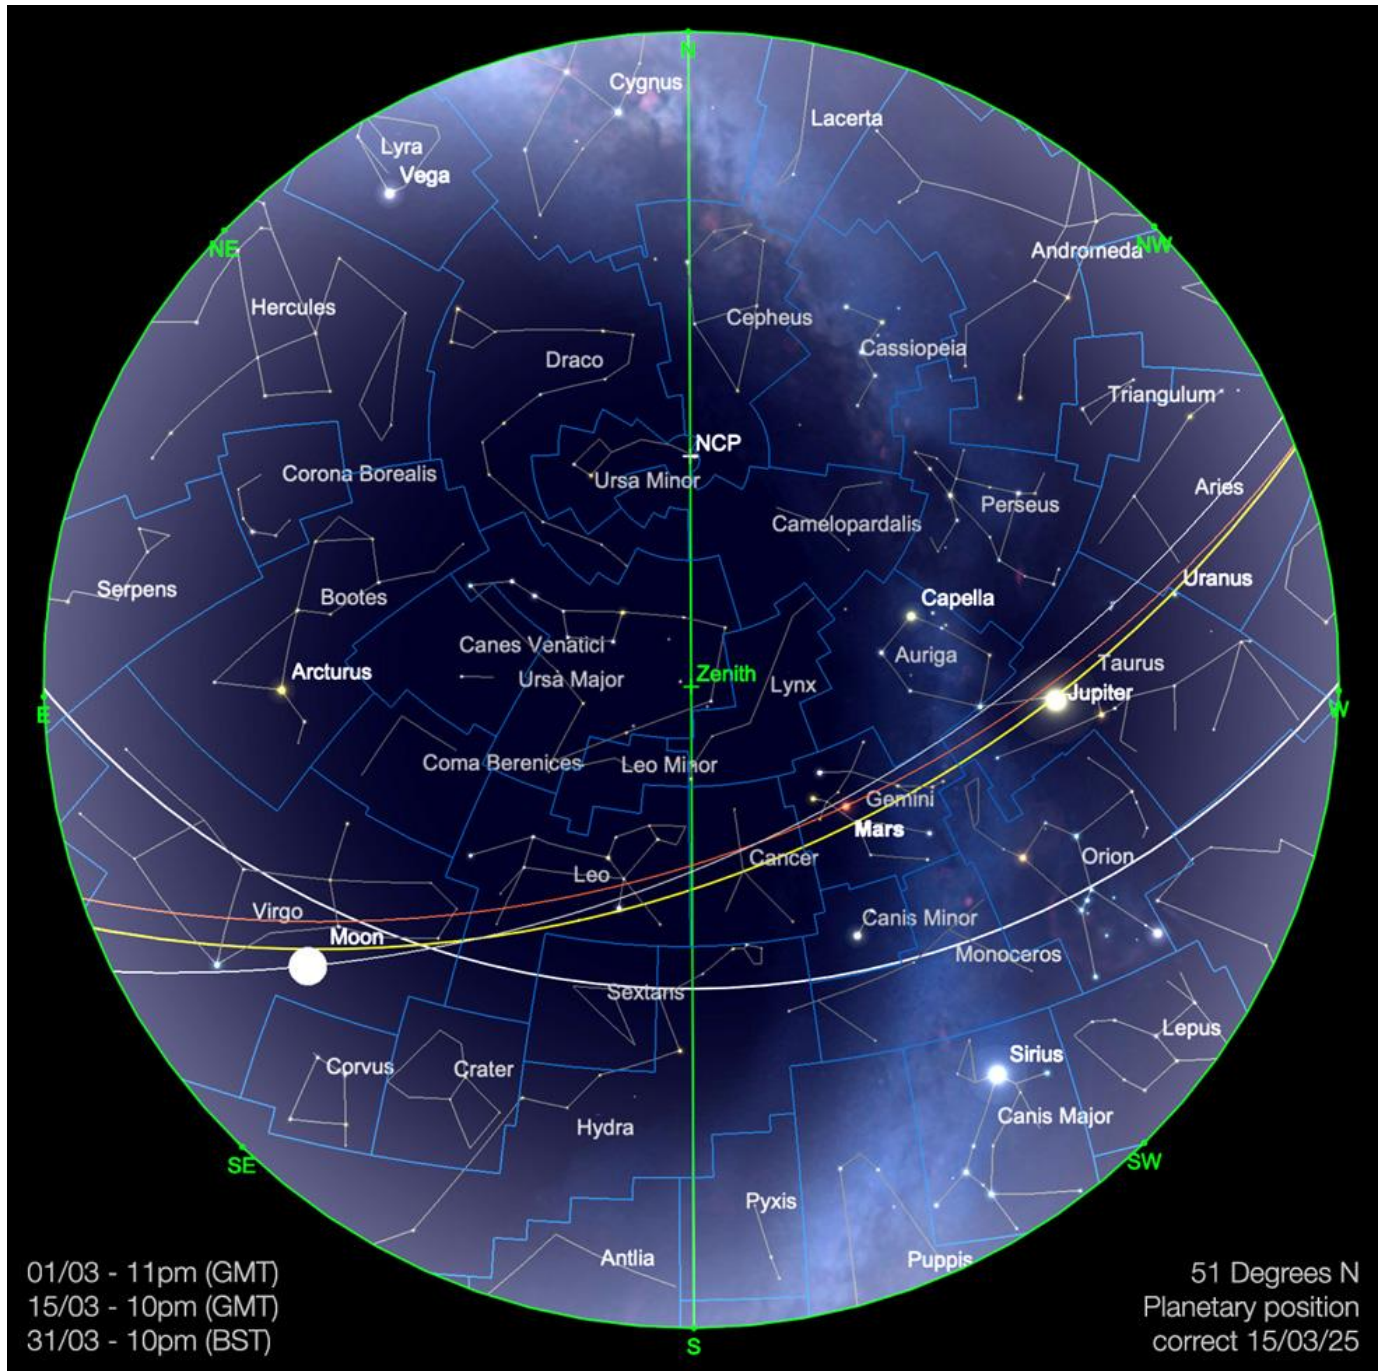 N
Cygnus
Lacerta
Lyra
Vega
NE
NW
Andromeda
Hercules
Cepheus
Cassiopeia
Draco
Triangulum
NCP
Corona Borealis
Ursa Minor
Aries
Perseus
Camelopardalis
Serpens
Uranus
Bootes
Capella
Canes Venatici
Auriga
Taurus
Arcturus
Ursa Major
Zenith
Lynx
Jupiter
E
W
Coma Berenices
Leo Minor
Gemini
Mars
Cancer
Orion
Leo
Virgo
Canis Minor
Moon
Monoceros
Sextans
Lepus
Sirius
Corvus
Crater
Canis Major
Hydra
SE
SW
Pyxis
Antlia
Puppis
S
01/03 - 11pm (GMT)
15/03 - 10pm (GMT)
31/03 - 10pm (BST)
51 Degrees N
Planetary position
correct 15/03/25